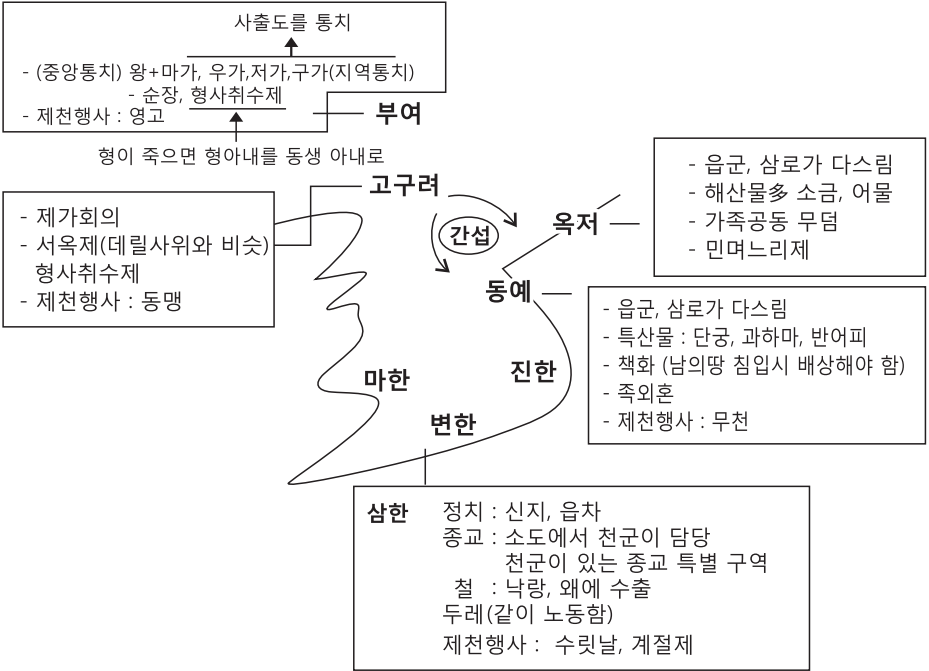 사출도를 통치
- (중앙통치) 왕+마가, 우가,저가,구가(지역통치)
- 순장, 형사취수제
- 제천행사 : 영고
부여
형이 죽으면 형아내를 동생 아내로
고구려
- 제가회의
- 서옥제(데릴사위와 비슷)
형사취수제
- 제천행사 : 동맹
간섭
옥저
- 읍군, 삼로가 다스림
- 해산물多 소금, 어물
- 가족공동 무덤
- 민며느리제
동예
- 읍군, 삼로가 다스림
- 특산물 : 단궁, 과하마, 반어피
- 책화 (남의땅 침입시 배상해야 함)
- 족외혼
- 제천행사 : 무천
마한
진한
변한
삼한
정치 : 신지, 읍차
종교 : 소도에서 천군이 담당
천군이 있는 종교 특별 구역
철 : 낙랑, 왜에 수출
두레(같이 노동함)
제천행사 : 수릿날, 계절제